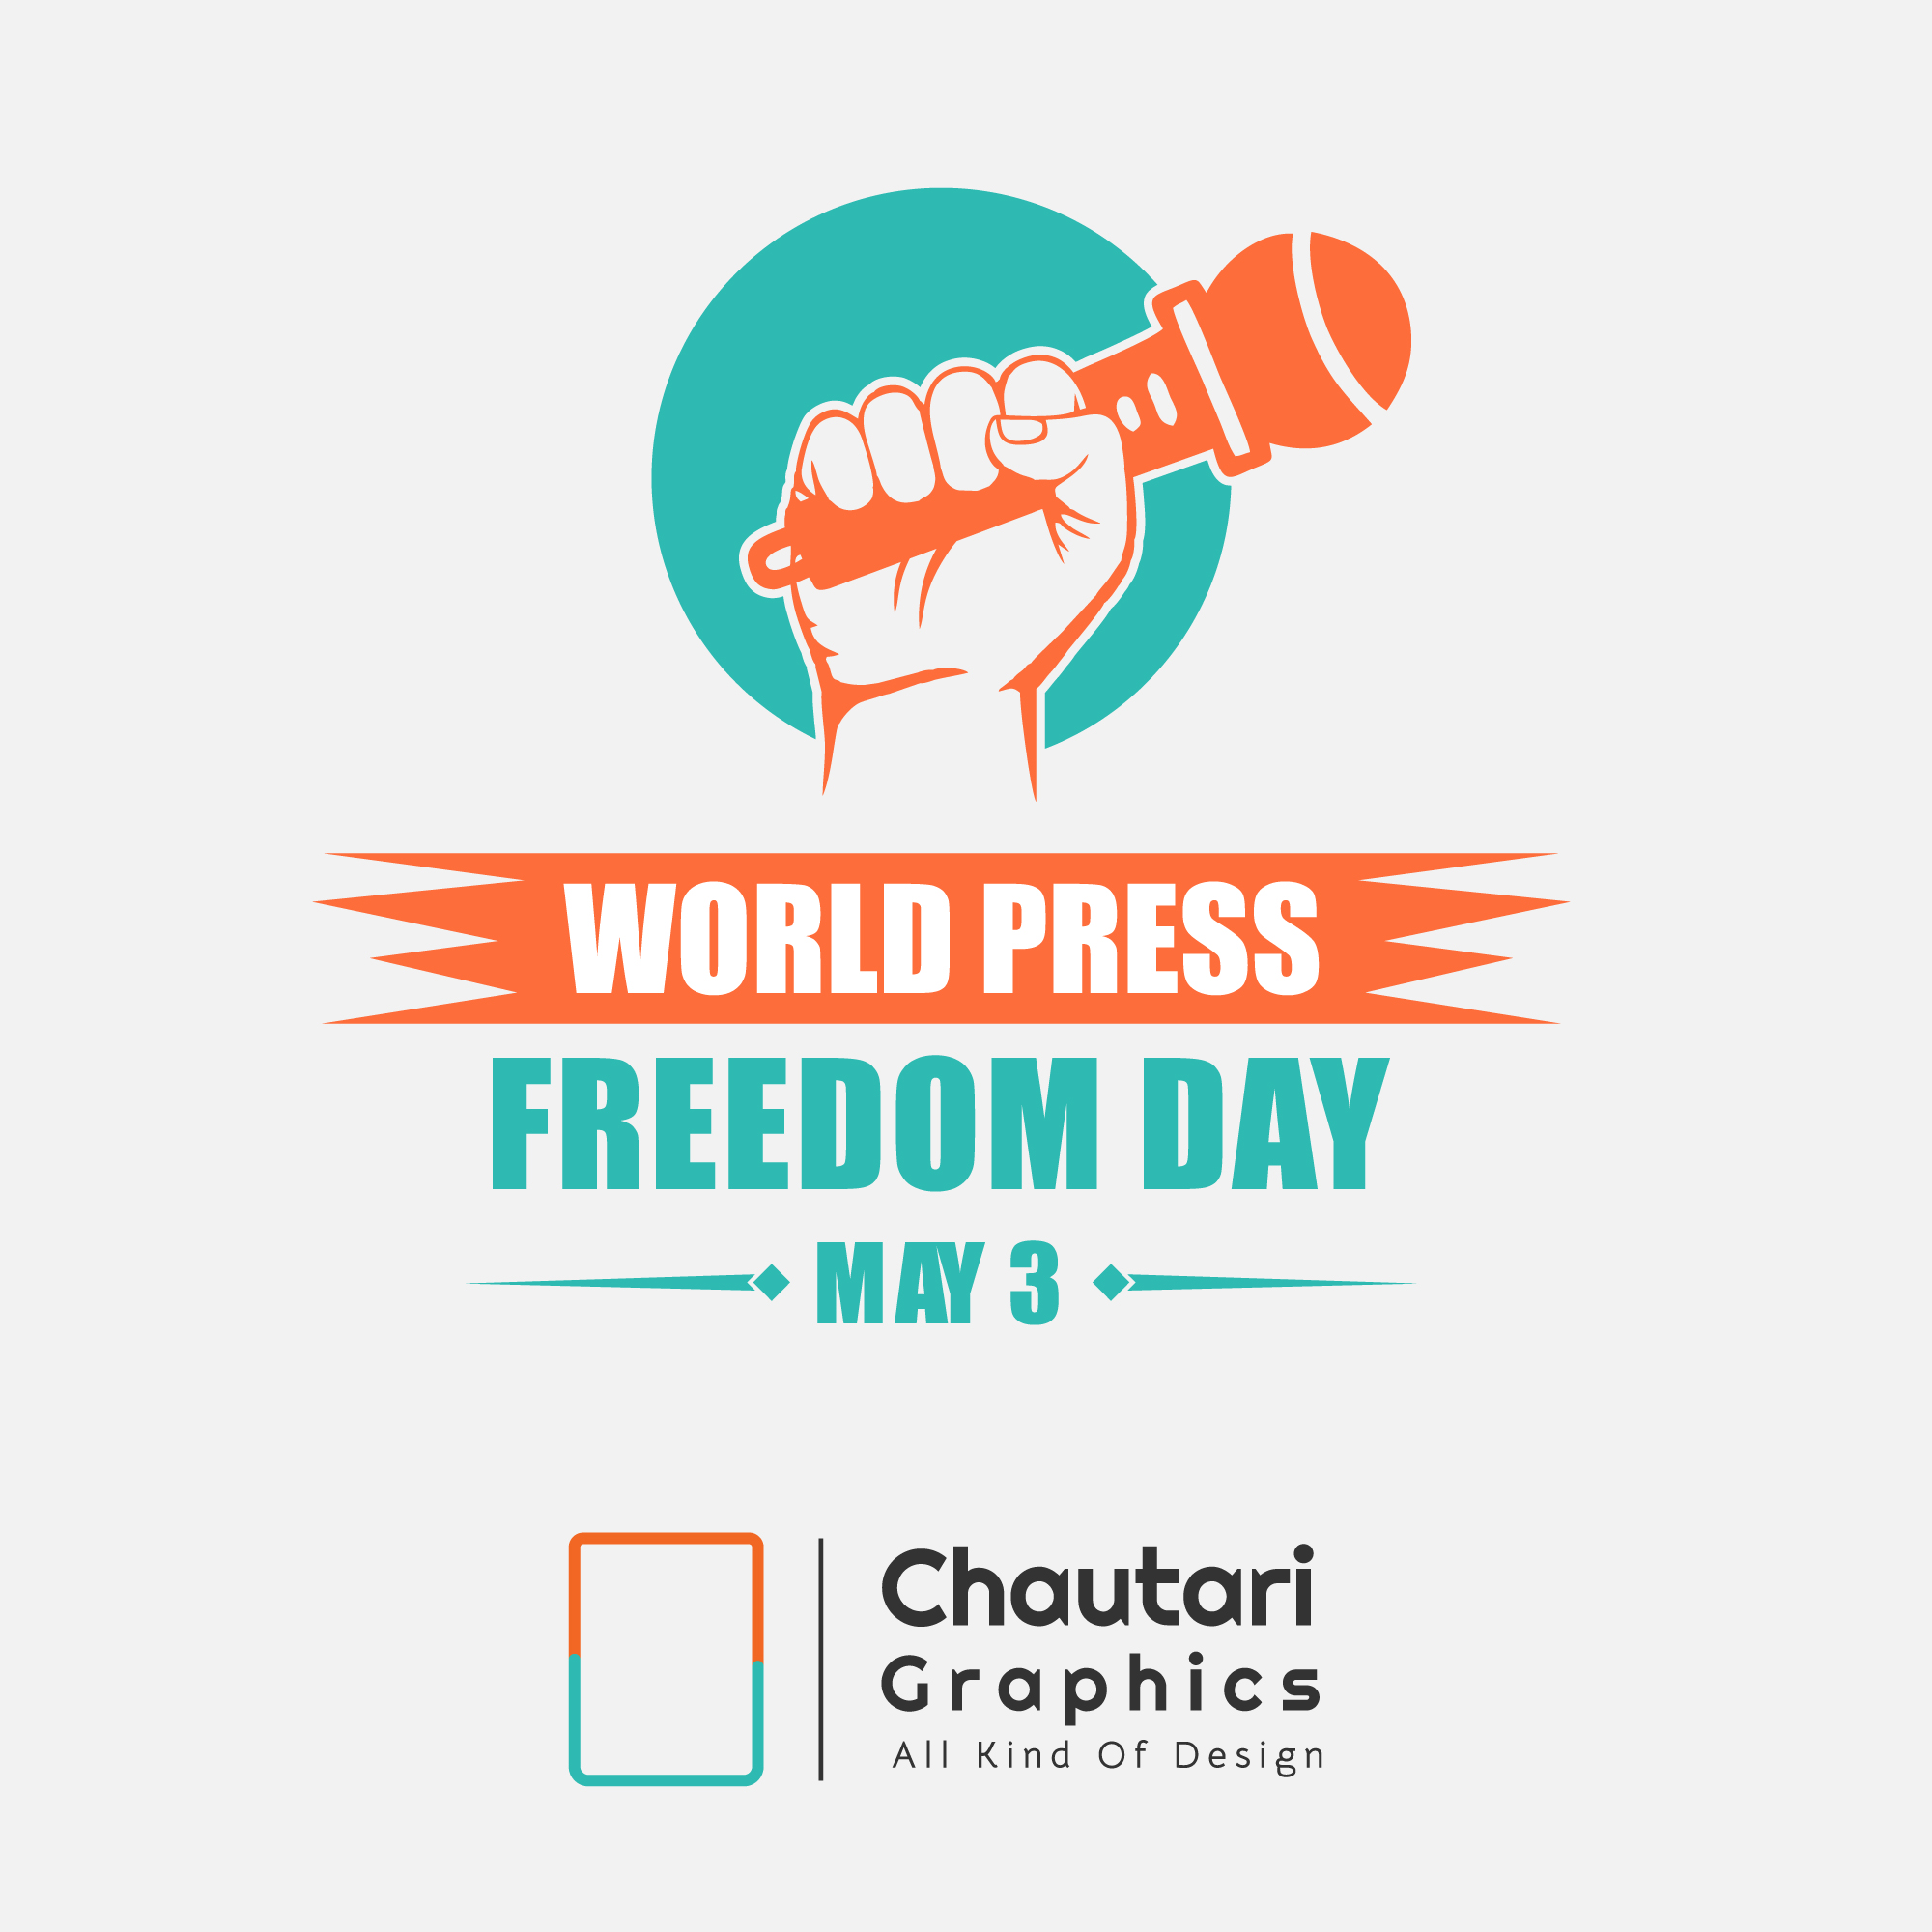 WORLD PRESS
FREEDOM DAY
MAY 3
Chautari
Graphics
All Kind Of Design